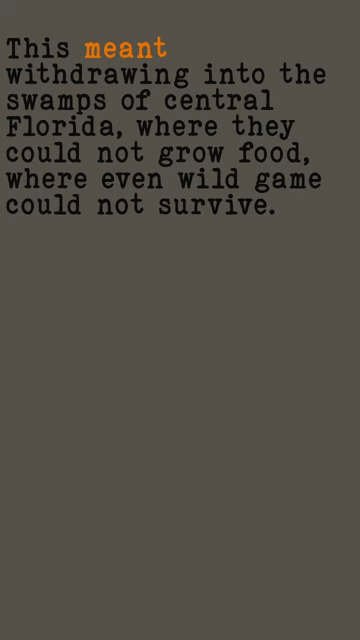 This meant
withdrawing into the
swamps of central
Florida, where they
could not grow food,
where even wild game
could not survive.